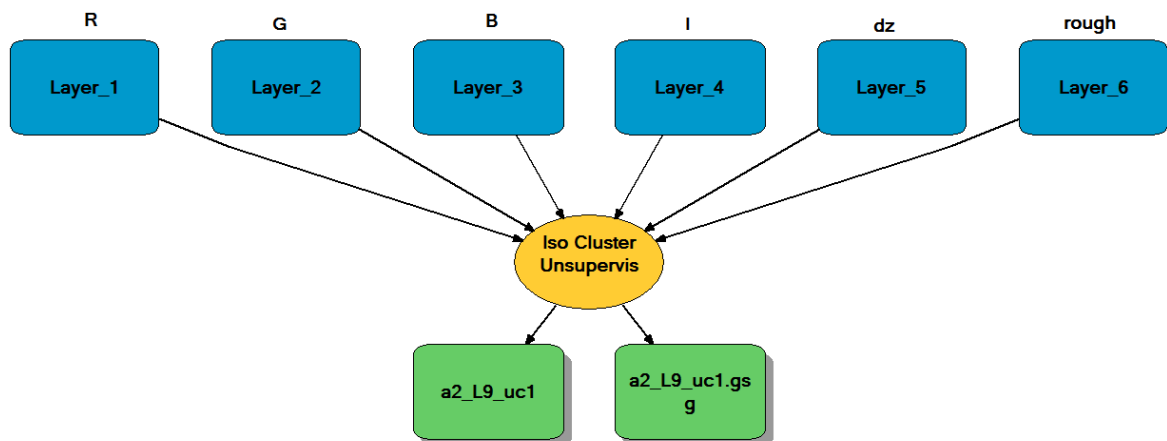 R
G
B
I
dz
rough
Layer_1
Layer_2
Layer_3
Layer_4
Layer_5
Layer_6
Iso Cluster
Unsupervis
a2_L9_uc1
a2_L9_uc1.gs
g